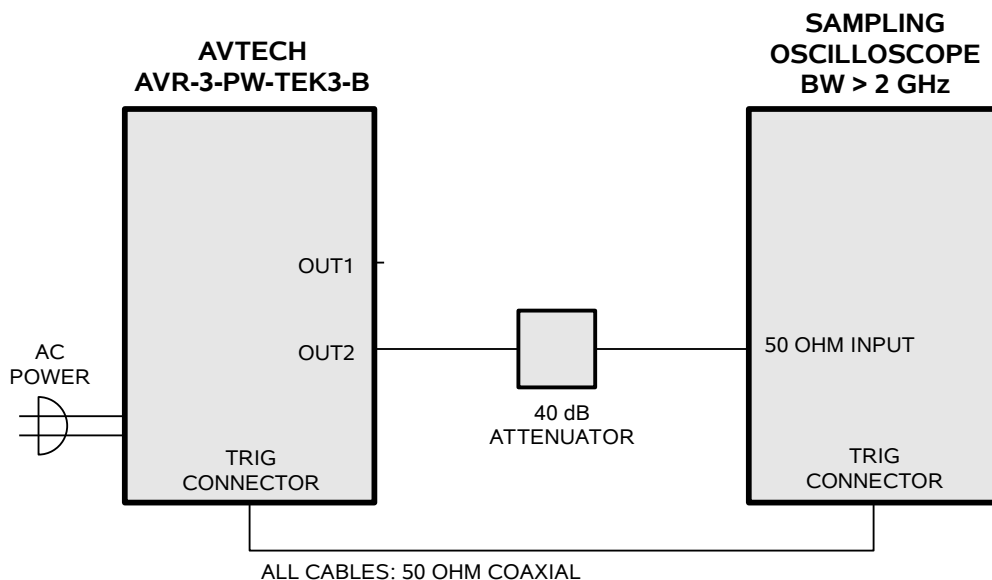 AVTECH
AVR-3-PW-TEK3-B
SAMPLING
OSCILLOSCOPE
BW > 2 GHz
OUT1
OUT2
50 OHM INPUT
AC
POWER
40 dB
ATTENUATOR
TRIG
CONNECTOR
TRIG
CONNECTOR
ALL CABLES: 50 OHM COAXIAL